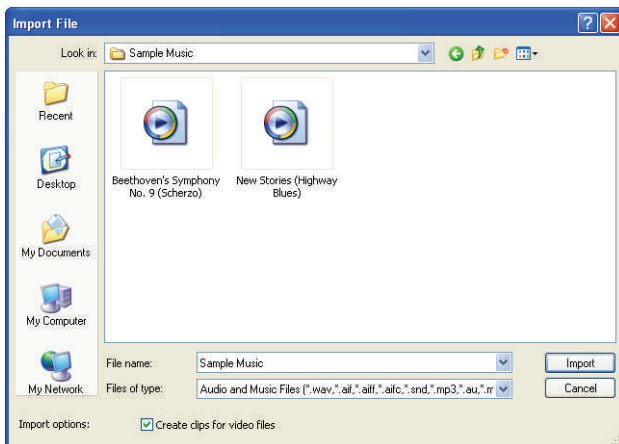 Import File
Look in:
Sample Music
Recent
Desktop
My Documents
My Computer
My Network
Beethoven's Symphony
No. 9 (Scherzo)
New Stories (Highway
Blues)
File name:
Sample Music
Import
Files of type:
Audio and Music Files (*.wav,*.aif,*.aiff,*.aifc,*.snd,*.mp3,*.au,*.m
Cancel
Import options:
Create clips for video files